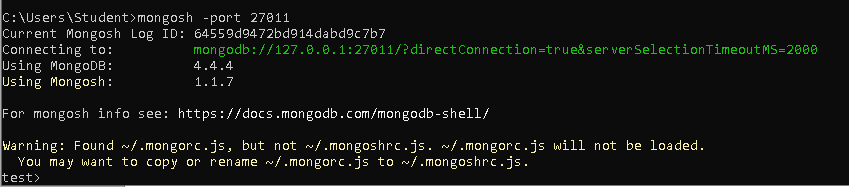 C:\Users\Student>mongosh -port 27011
Current Mongosh Log ID: 64559d9472bd914dabd9c7b7
Connecting to:          mongodb://127.0.0.1:27011/?directConnection=true&serverSelectionTimeoutMS=2000
Using MongoDB:          4.4.4
Using Mongosh:          1.1.7
For mongosh info see: https://docs.mongodb.com/mongodb-shell/
Warning: Found ~/.mongorc.js, but not ~/.mongoshrc.js. ~/.mongorc.js will not be loaded.
  You may want to copy or rename ~/.mongorc.js to ~/.mongoshrc.js.
test>